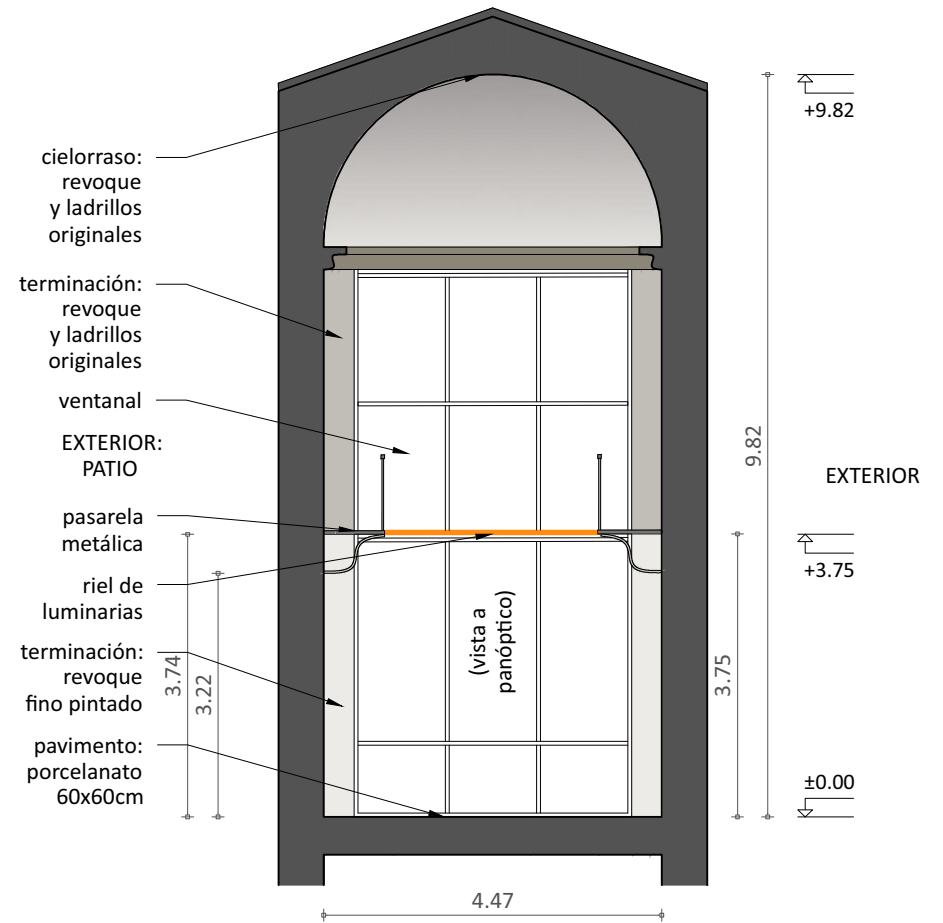 cielorraso:
revoque
y ladrillos
originales
terminación:
revoque
y ladrillos
originales
ventanal
EXTERIOR:
PATIO
pasarela
metálica
riel de
luminarias
terminación:
revoque
fino pintado
pavimento:
porcelanato
60x60cm
3.74
3.22
(vista a
panóptico)
4.47
3.75
9.82
+9.82
EXTERIOR
+3.75
±0.00